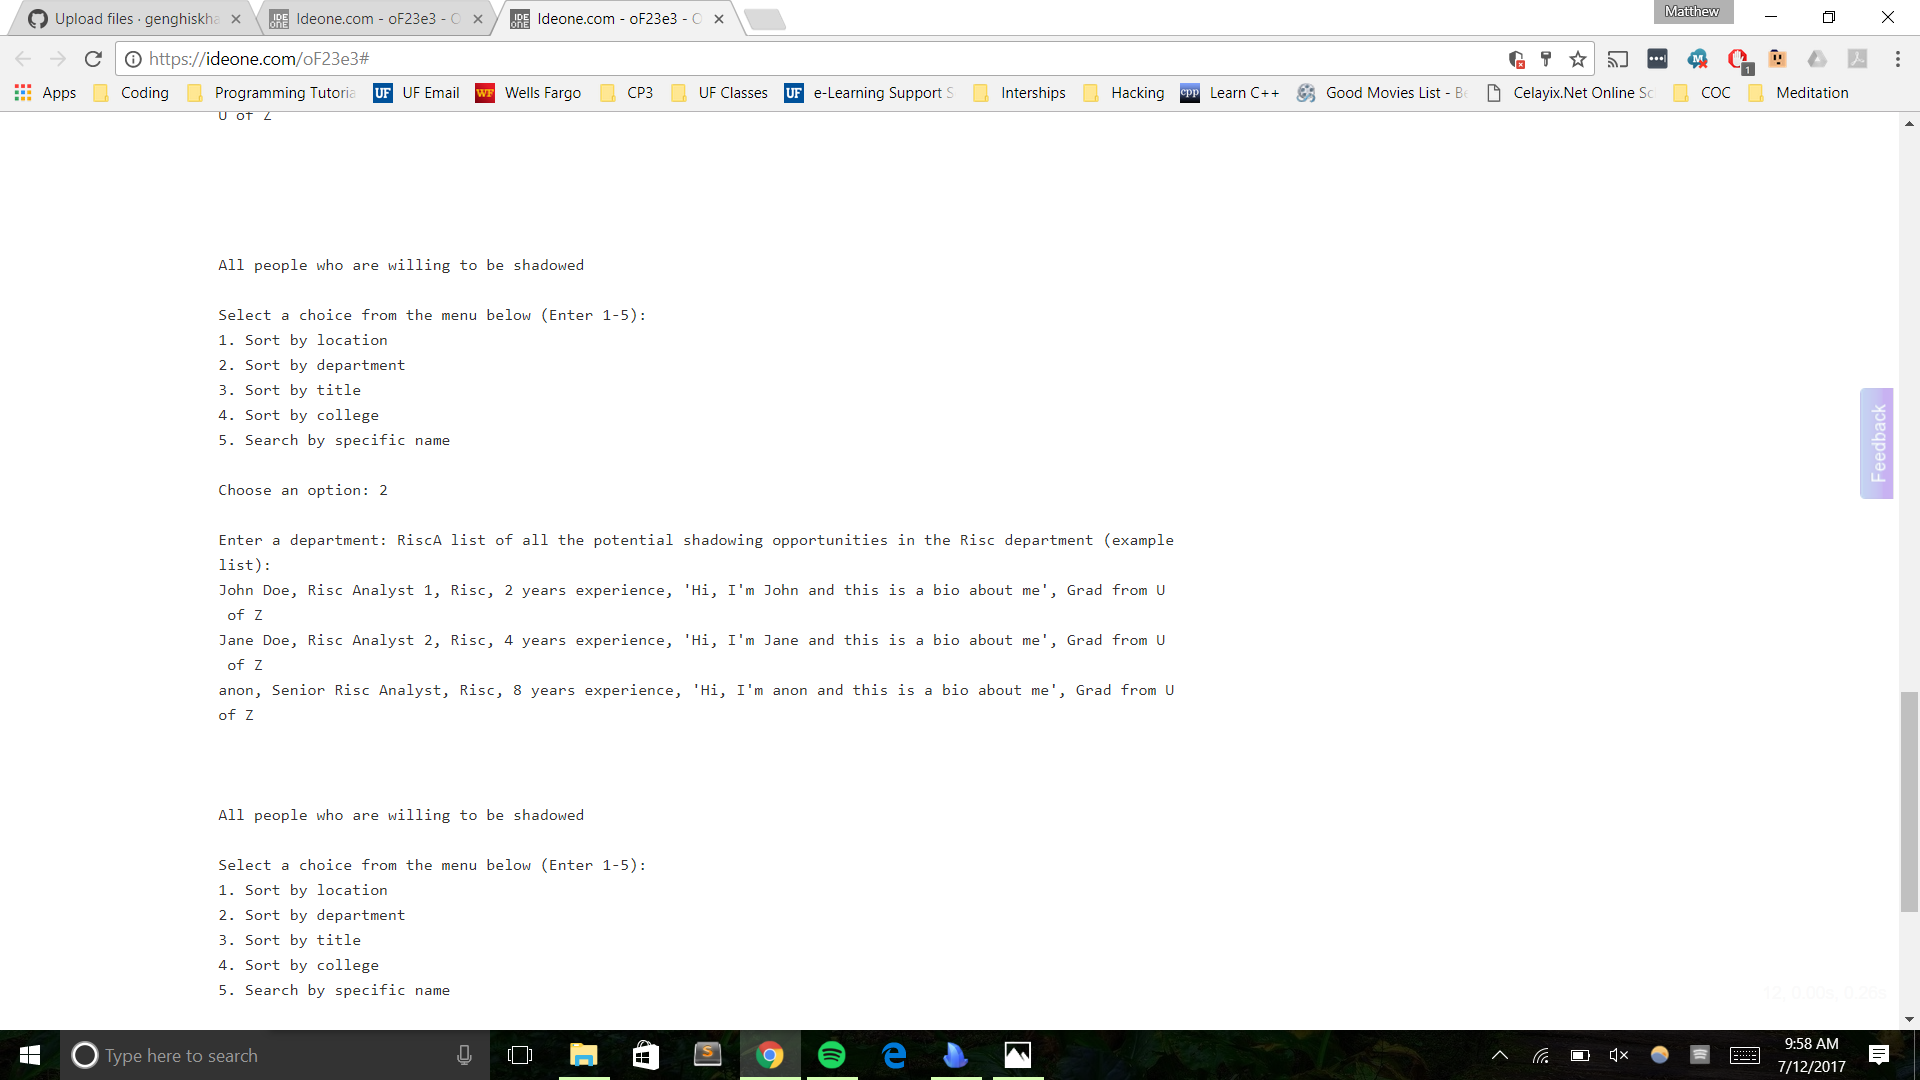 Upload files · genghiskha
Ideone.com - oF23e3 - O
Ideone.com - oF23e3 - O
Matthew
https://ideone.com/oF23e3#
1
Apps
Coding
Programming Tutoria
UF
UF Email
WF
Wells Fargo
CP3
UF Classes
UF
e-Learning Support S
Interships
Hacking
cpp
Learn C++
Good Movies List - Be
Celayix.Net Online Sc
COC
Meditation
U of Z
All people who are willing to be shadowed
Select a choice from the menu below (Enter 1-5):
1. Sort by location
2. Sort by department
3. Sort by title
4. Sort by college
5. Search by specific name
Choose an option: 2
Enter a department: RiscA list of all the potential shadowing opportunities in the Risc department (example
list):
John Doe, Risc Analyst 1, Risc, 2 years experience, 'Hi, I'm John and this is a bio about me', Grad from U
of Z
Jane Doe, Risc Analyst 2, Risc, 4 years experience, 'Hi, I'm Jane and this is a bio about me', Grad from U
of Z
anon, Senior Risc Analyst, Risc, 8 years experience, 'Hi, I'm anon and this is a bio about me', Grad from U
of Z
Feedback
All people who are willing to be shadowed
Select a choice from the menu below (Enter 1-5):
1. Sort by location
2. Sort by department
3. Sort by title
4. Sort by college
5. Search by specific name
Type here to search
9:58 AM
7/12/2017